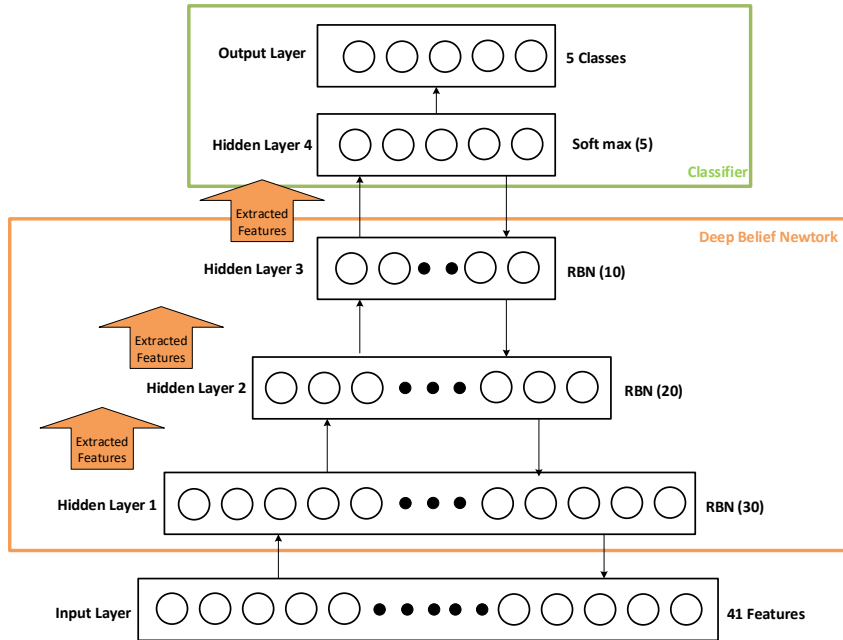 Output Layer
5 Classes
Hidden Layer 4
Soft max (5)
Classifier
Extracted
Features
Deep Belief Newtork
Hidden Layer 3
RBN (10)
Extracted
Features
Hidden Layer 2
RBN (20)
Extracted
Features
Hidden Layer 1
RBN (30)
Input Layer
41 Features